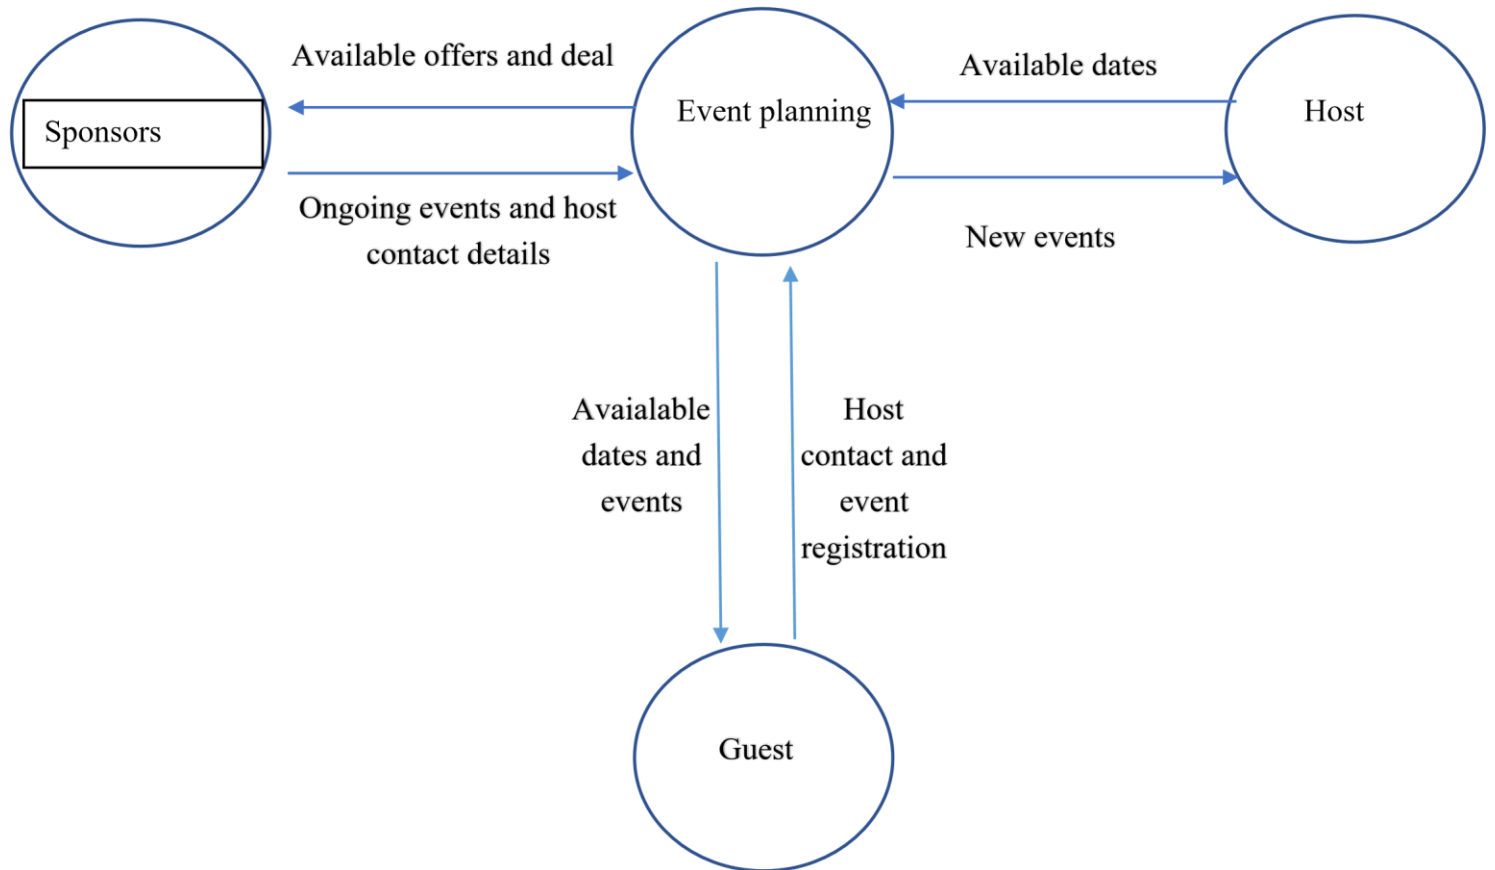 Available offers and deal
Sponsors
Ongoing events and host
contact details
Event planning
Available dates
Host
New events
Avaialable
dates and
events
Host
contact and
event
registration
Guest